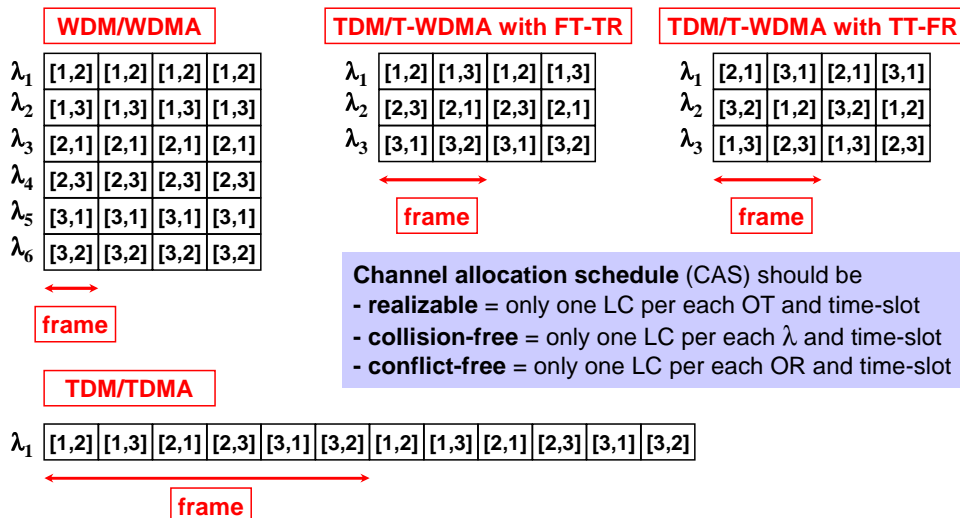 WDM/WDMA
λ1 [1,2] [1,2] [1,2] [1,2]
λ2 [1,3] [1,3] [1,3] [1,3]
λ3 [2,1] [2,1] [2,1] [2,1]
λ4 [2,3] [2,3] [2,3] [2,3]
λ5 [3,1] [3,1] [3,1] [3,1]
λ6 [3,2] [3,2] [3,2] [3,2]
frame
TDM/T-WDMA with FT-TR
λ1 [1,2] [1,3] [1,2] [1,3]
λ2 [2,3] [2,1] [2,3] [2,1]
λ3 [3,1] [3,2] [3,1] [3,2]
frame
TDM/T-WDMA with TT-FR
λ1 [2,1] [3,1] [2,1] [3,1]
λ2 [3,2] [1,2] [3,2] [1,2]
λ3 [1,3] [2,3] [1,3] [2,3]
frame
Channel allocation schedule (CAS) should be
- realizable = only one LC per each OT and time-slot
- collision-free = only one LC per each λ and time-slot
- conflict-free = only one LC per each OR and time-slot
TDM/TDMA
λ1 [1,2] [1,3] [2,1] [2,3] [3,1] [3,2] [1,2] [1,3] [2,1] [2,3] [3,1] [3,2]
frame